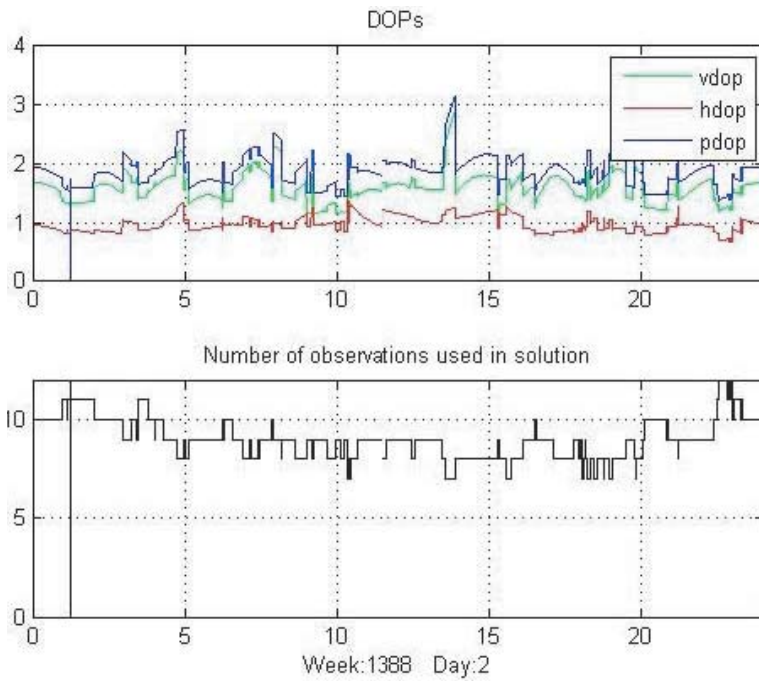 DOPs
4
3
2
1
0
vdop
hdop
pdop
0 5 10 15 20
Number of observations used in solution
10
5
0
0 5 10 15 20
Week:1388 Day:2